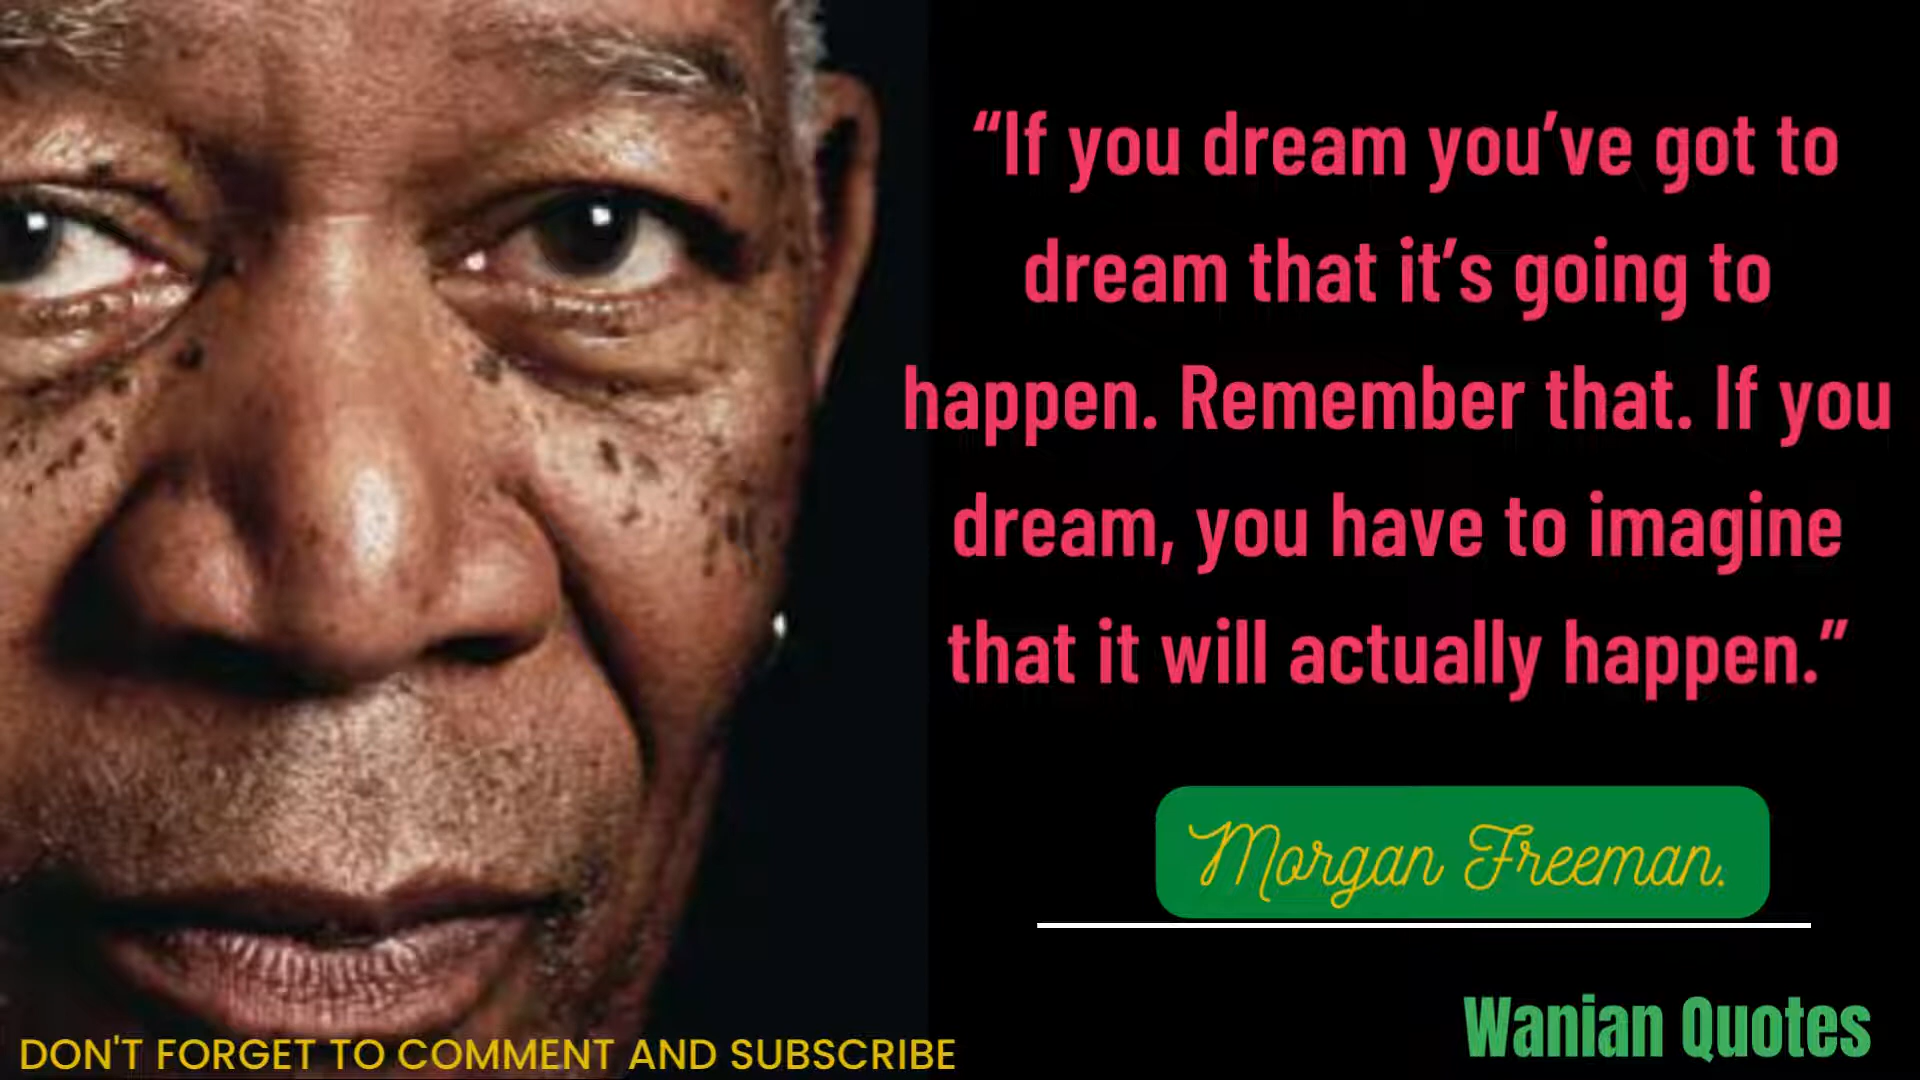 “If you dream you’ve got to
dream that it’s going to
happen. Remember that. If you
dream, you have to imagine
that it will actually happen.”
Morgan Freeman.
Wanian Quotes
DON'T FORGET TO COMMENT AND SUBSCRIBE